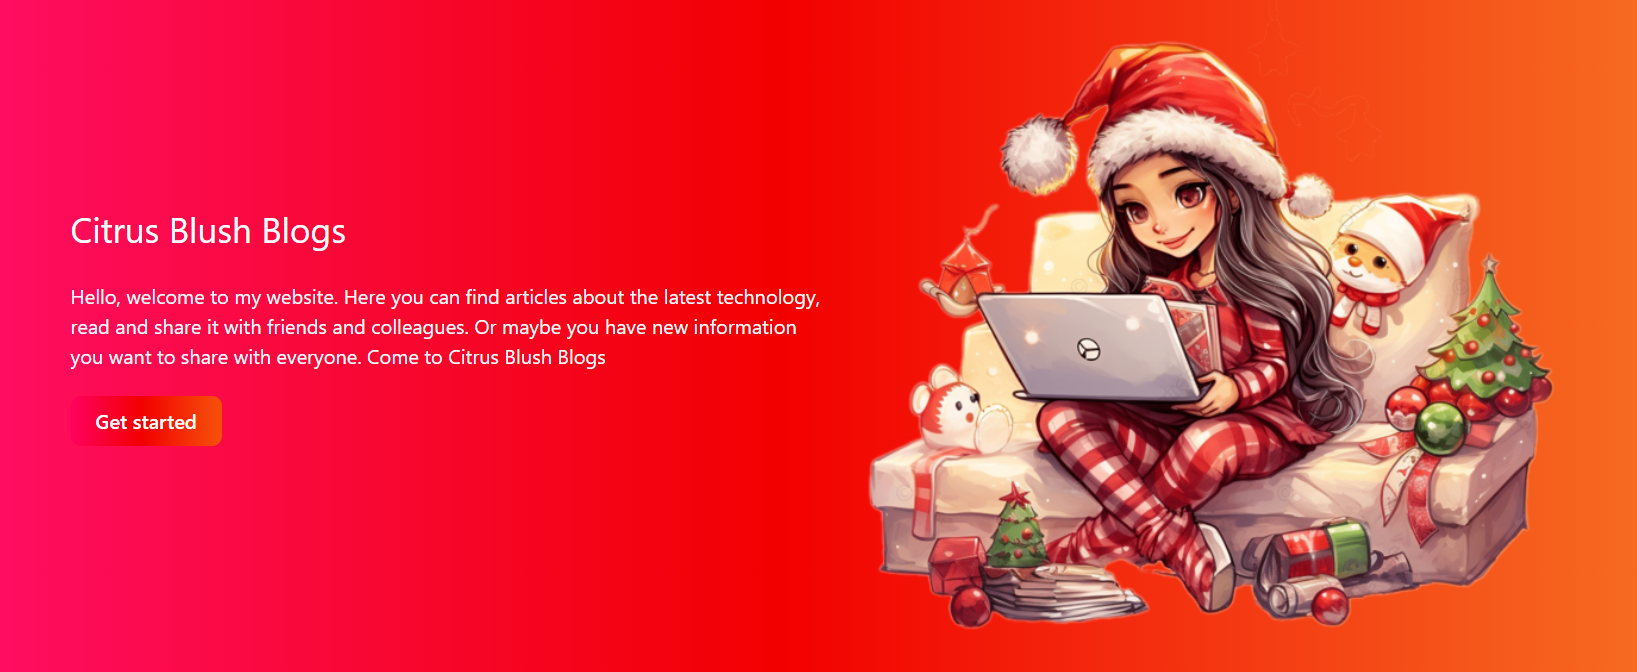 Citrus Blush Blogs
Hello, welcome to my website. Here you can find articles about the latest technology,
read and share it with friends and colleagues. Or maybe you have new information
you want to share with everyone. Come to Citrus Blush Blogs
Get started